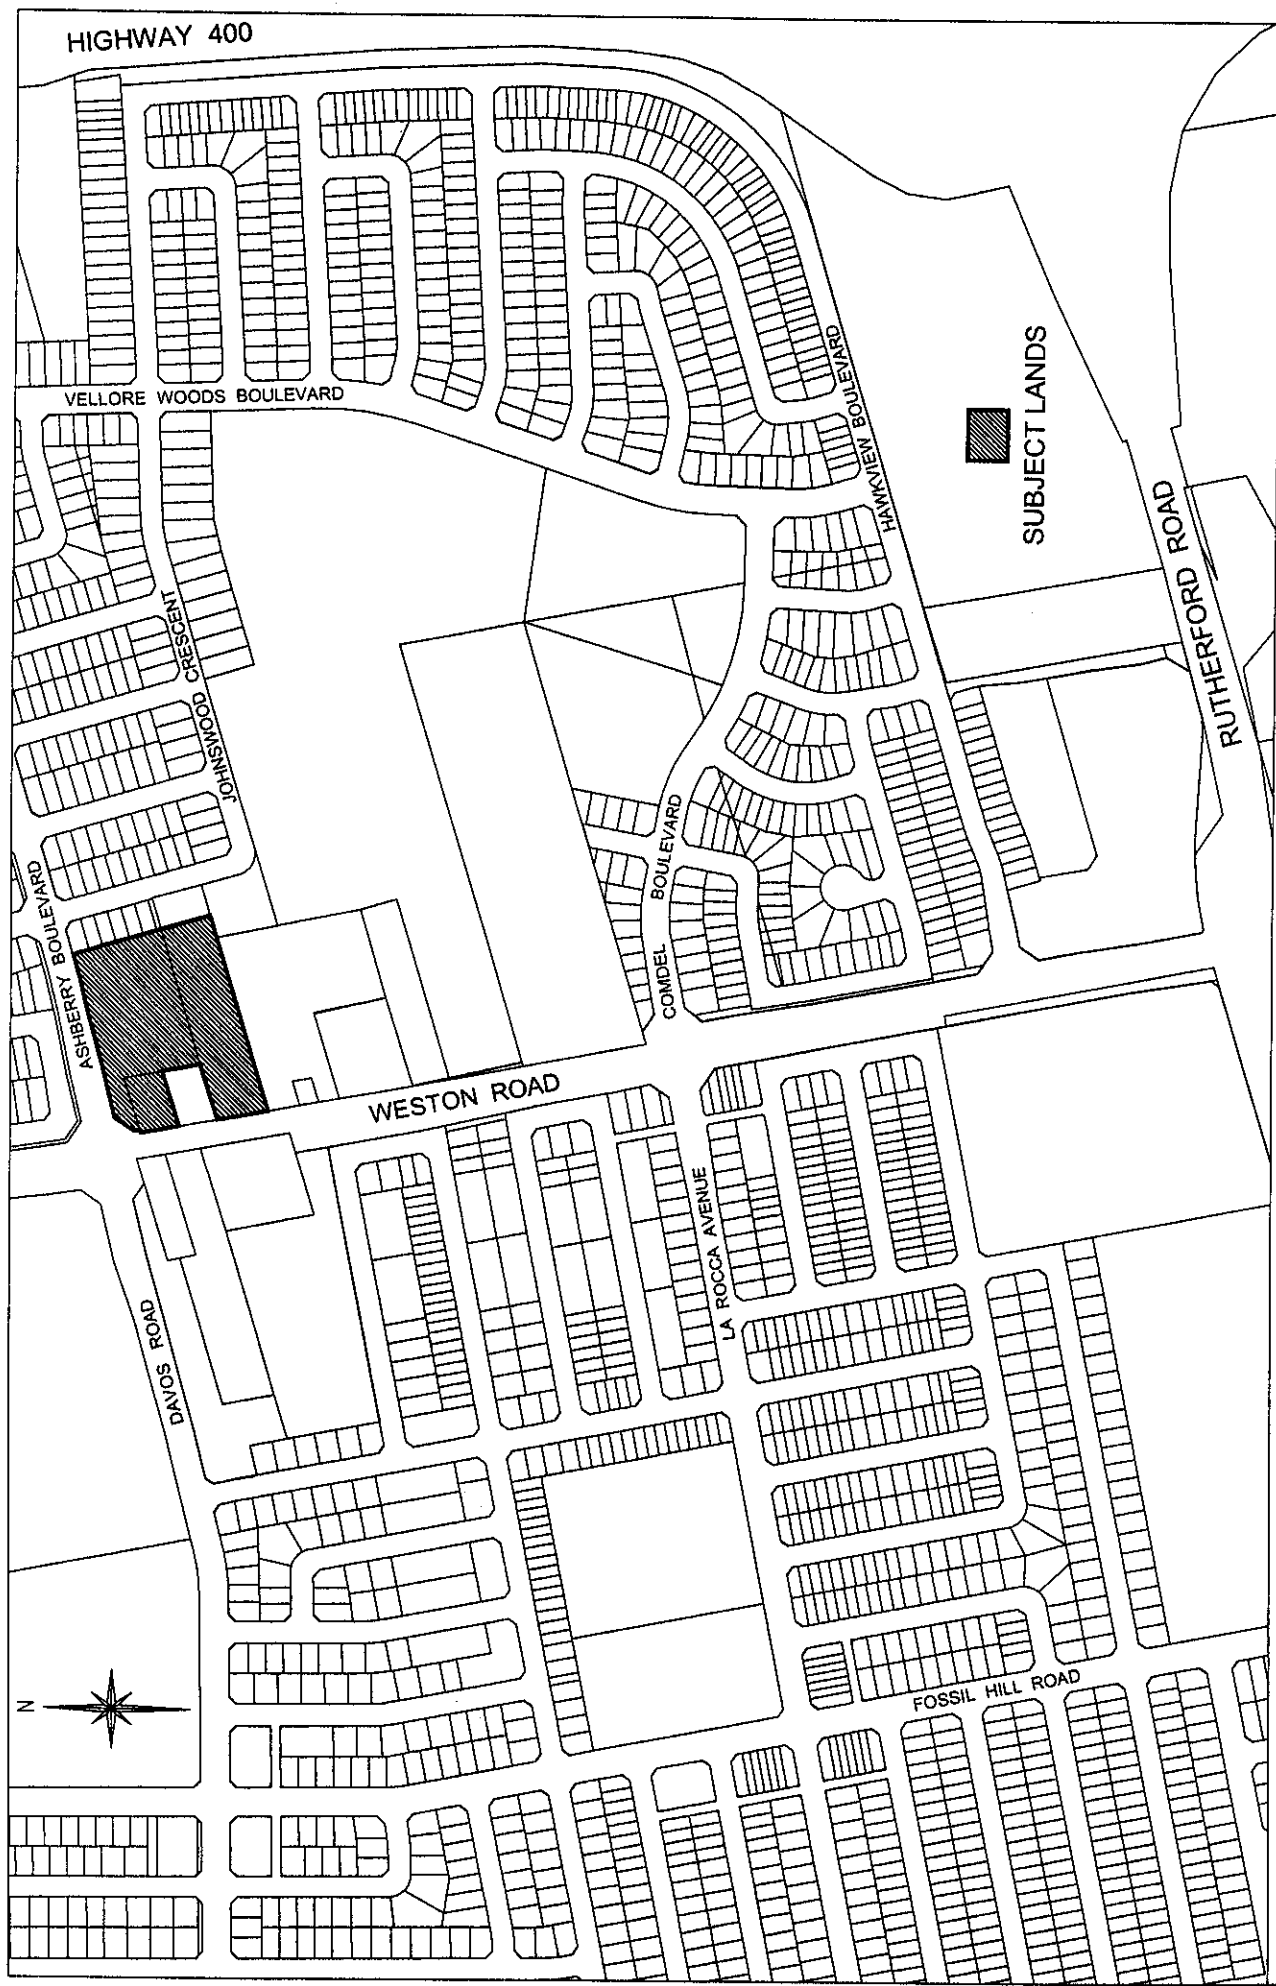 HIGHWAY 400
VELLORE WOODS BOULEVARD
HAWKVIEW BOULEVARD
SUBJECT LANDS
RUTHERFORD ROAD
JOHNSWOOD CRESCENT
ASHBERRY BOULEVARD
COMDEL BOULEVARD
WESTON ROAD
LA ROCCA AVENUE
DAVOS ROAD
FOSSIL HILL ROAD
N